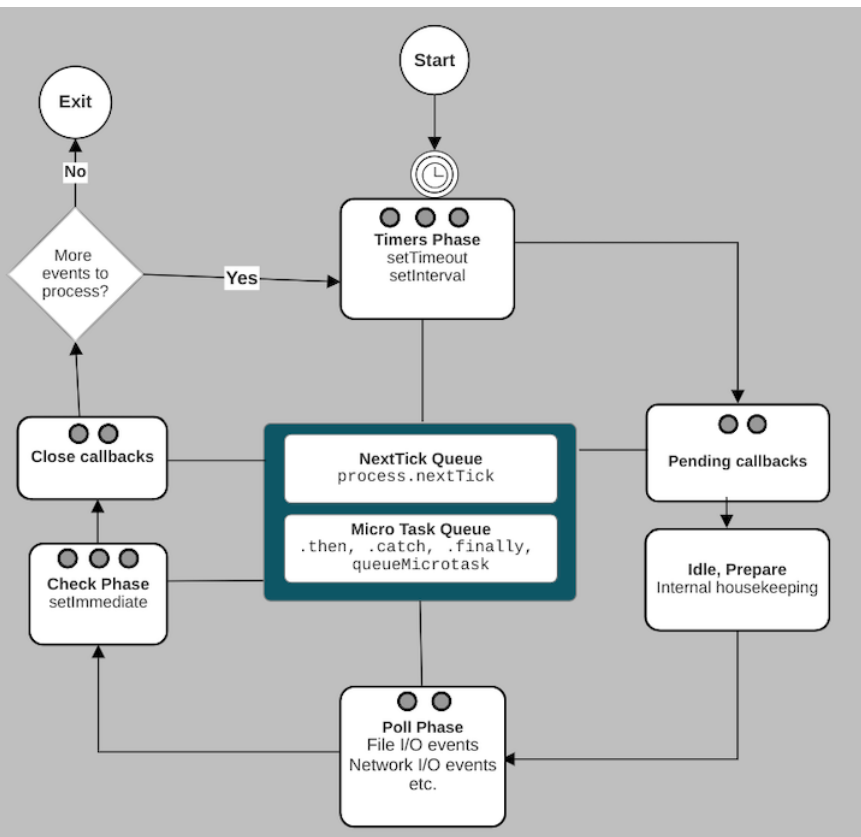 Start
Exit
No
More
events to
process?
Yes
Timers Phase
setTimeout
setInterval
Close callbacks
NextTick Queue
process.nextTick
Micro Task Queue
.then, .catch, .finally,
queueMicrotask
Pending callbacks
Check Phase
setImmediate
Idle, Prepare
Internal housekeeping
Poll Phase
File I/O events
Network I/O events
etc.